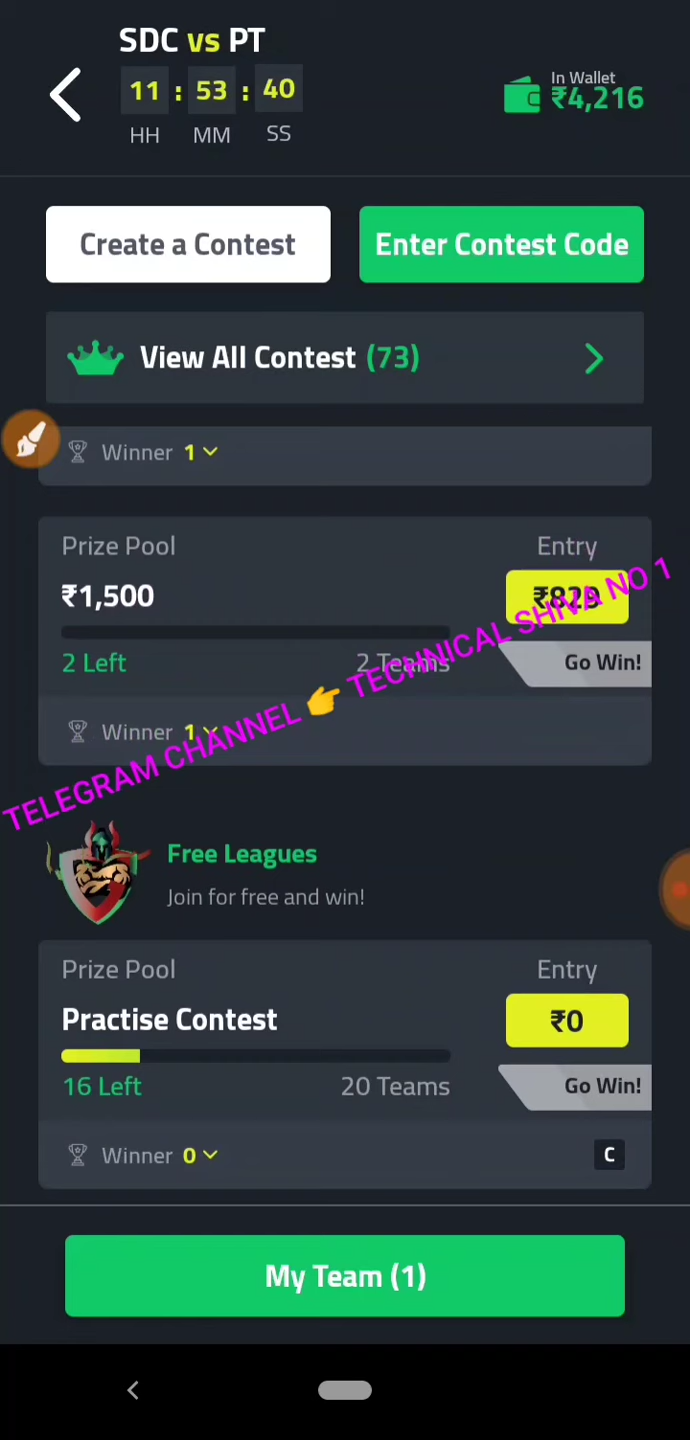 SDC vs PT
11 : 53 : 40
HH MM SS
In Wallet
₹4,216
Create a Contest
Enter Contest Code
View All Contest (73)
Winner 1
Prize Pool Entry
₹1,500
2 Left 2 Teams Go Win!
Winner 1
TELEGRAM CHANNEL 👉 TECHNICAL SHIVA NO 1
Free Leagues
Join for free and win!
Prize Pool Entry
Practise Contest ₹0
16 Left 20 Teams Go Win!
Winner 0 C
My Team (1)